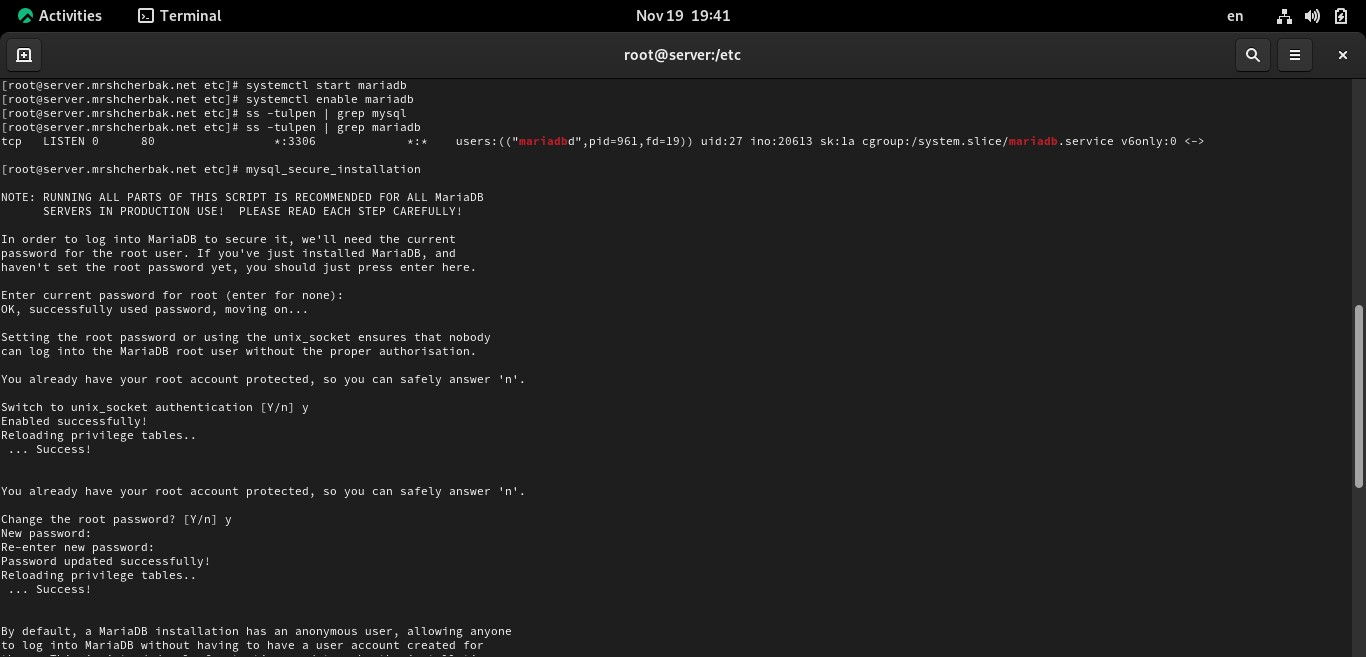 Activities Terminal Nov 19 19:41 en
root@server:/etc
[root@server.mrshcherbak.net etc]# systemctl start mariadb
[root@server.mrshcherbak.net etc]# systemctl enable mariadb
[root@server.mrshcherbak.net etc]# ss -tulpen | grep mysql
[root@server.mrshcherbak.net etc]# ss -tulpen | grep mariadb
tcp   LISTEN 0      80                 *:3306             *:*    users:(("mariadbd",pid=961,fd=19)) uid:27 ino:20613 sk:1a cgroup:/system.slice/mariadb.service v6only:0 <->
[root@server.mrshcherbak.net etc]# mysql_secure_installation
NOTE: RUNNING ALL PARTS OF THIS SCRIPT IS RECOMMENDED FOR ALL MariaDB
      SERVERS IN PRODUCTION USE!  PLEASE READ EACH STEP CAREFULLY!
In order to log into MariaDB to secure it, we'll need the current
password for the root user. If you've just installed MariaDB, and
haven't set the root password yet, you should just press enter here.
Enter current password for root (enter for none):
OK, successfully used password, moving on...
Setting the root password or using the unix_socket ensures that nobody
can log into the MariaDB root user without the proper authorisation.
You already have your root account protected, so you can safely answer 'n'.
Switch to unix_socket authentication [Y/n] y
Enabled successfully!
Reloading privilege tables..
 ... Success!
You already have your root account protected, so you can safely answer 'n'.
Change the root password? [Y/n] y
New password:
Re-enter new password:
Password updated successfully!
Reloading privilege tables..
 ... Success!
By default, a MariaDB installation has an anonymous user, allowing anyone
to log into MariaDB without having to have a user account created for